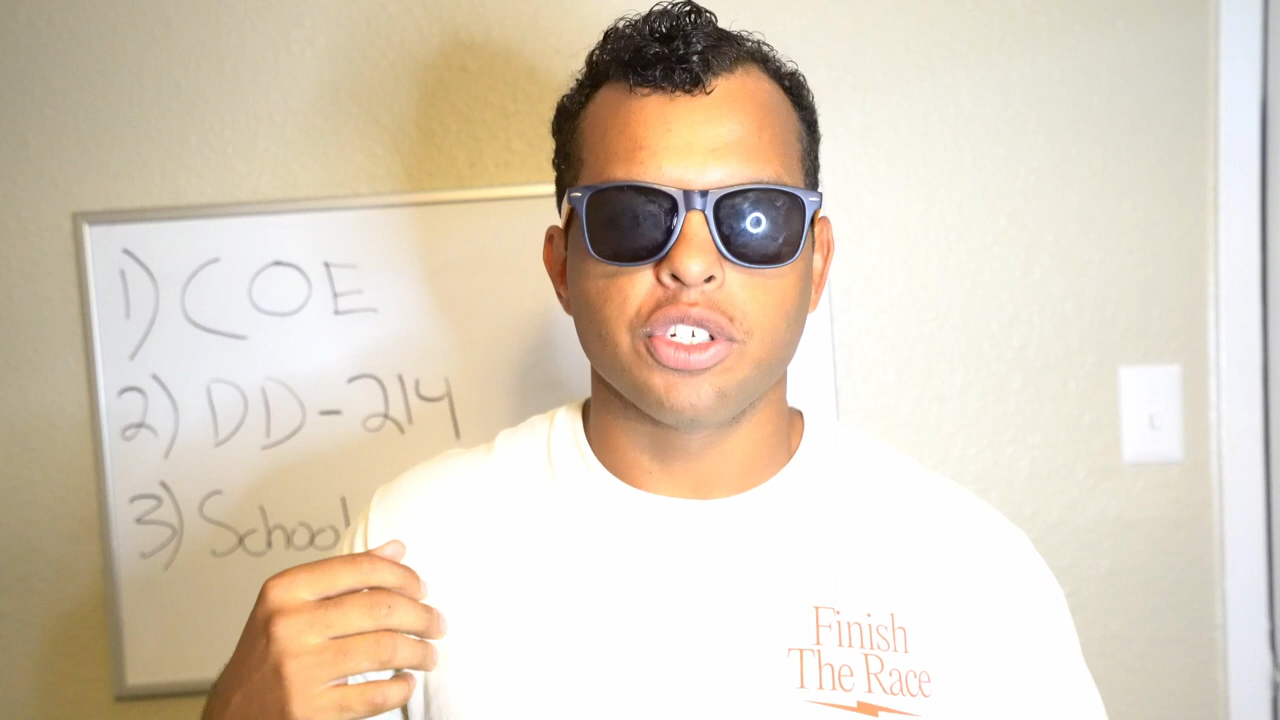 1) COE
2) DD-214
3) School
Finish
The Race